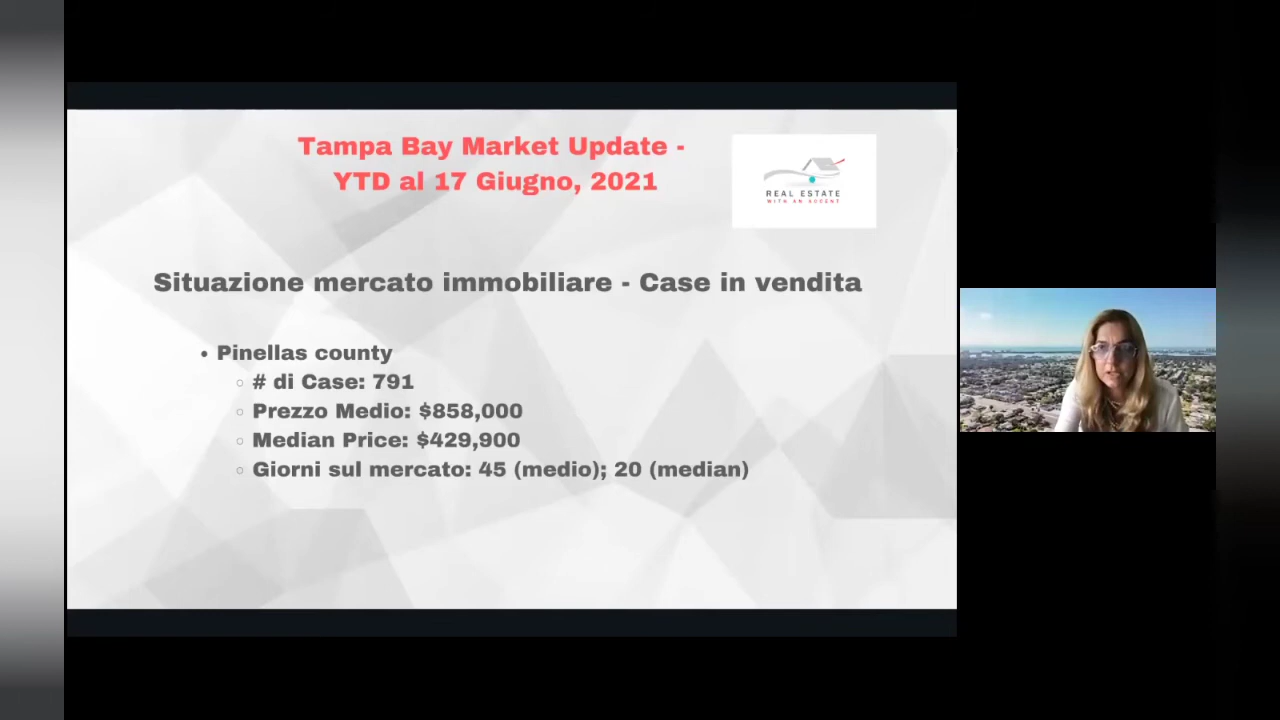 Tampa Bay Market Update -
YTD al 17 Giugno, 2021
REAL ESTATE
WITH AN ACCENT
Situazione mercato immobiliare - Case in vendita
• Pinellas county
○ # di Case: 791
○ Prezzo Medio: $858,000
○ Median Price: $429,900
○ Giorni sul mercato: 45 (medio); 20 (median)